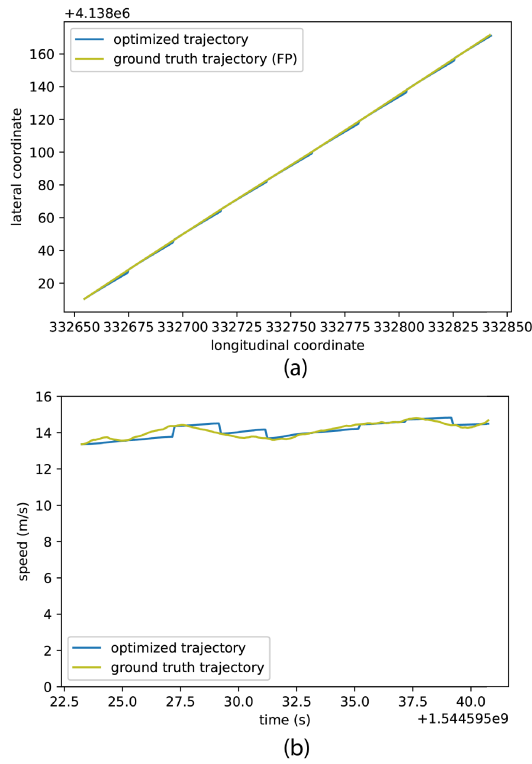 +4.138e6
optimized trajectory
ground truth trajectory (FP)
160
140
120
100
80
60
40
20
lateral coordinate
332650 332675 332700 332725 332750 332775 332800 332825 332850
longitudinal coordinate
(a)
16
14
12
10
8
6
4
2
0
speed (m/s)
optimized trajectory
ground truth trajectory
22.5 25.0 27.5 30.0 32.5 35.0 37.5 40.0
time (s)
+1.544595e9
(b)